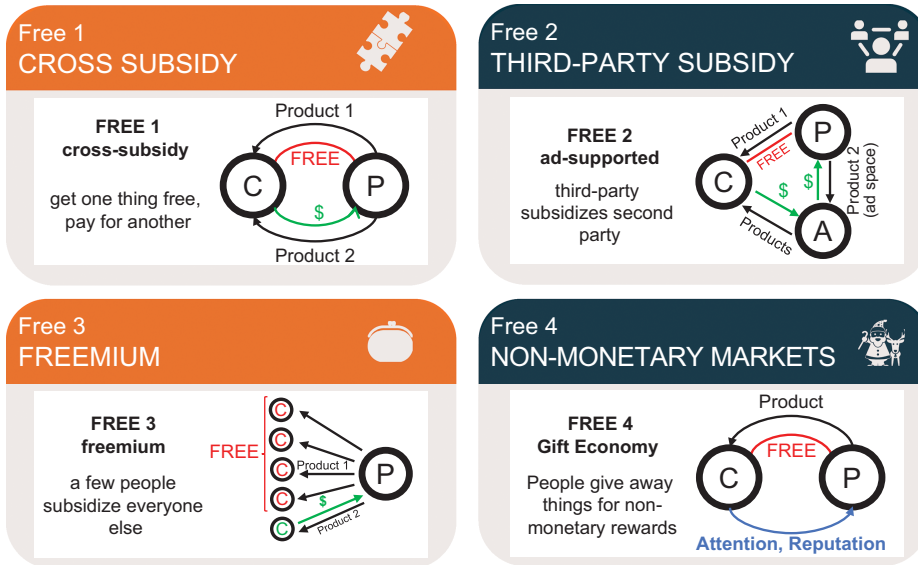 Free 1
CROSS SUBSIDY
FREE 1
cross-subsidy
get one thing free,
pay for another
Product 1
FREE
C
P
$
Product 2
Free 2
THIRD-PARTY SUBSIDY
FREE 2
ad-supported
third-party
subsidizes second
party
Product 1
FREE
P
C
$
$
Product 2
(ad space)
Products
A
Free 3
FREEMIUM
FREE 3
freemium
a few people
subsidize everyone
else
C
C
FREE
C
Product 1
P
C
$
C
Product 2
Free 4
NON-MONETARY MARKETS
FREE 4
Gift Economy
People give away
things for non-
monetary rewards
Product
FREE
C
P
Attention, Reputation